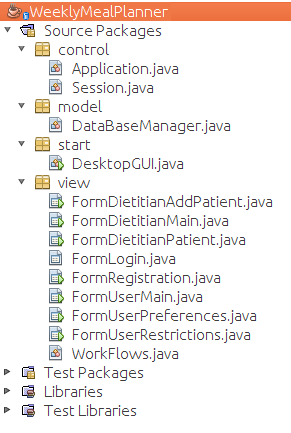 WeeklyMealPlanner
Source Packages
control
Application.java
Session.java
model
DataBaseManager.java
start
DesktopGUI.java
view
FormDietitianAddPatient.java
FormDietitianMain.java
FormDietitianPatient.java
FormLogin.java
FormRegistration.java
FormUserMain.java
FormUserPreferences.java
FormUserRestrictions.java
WorkFlows.java
Test Packages
Libraries
Test Libraries